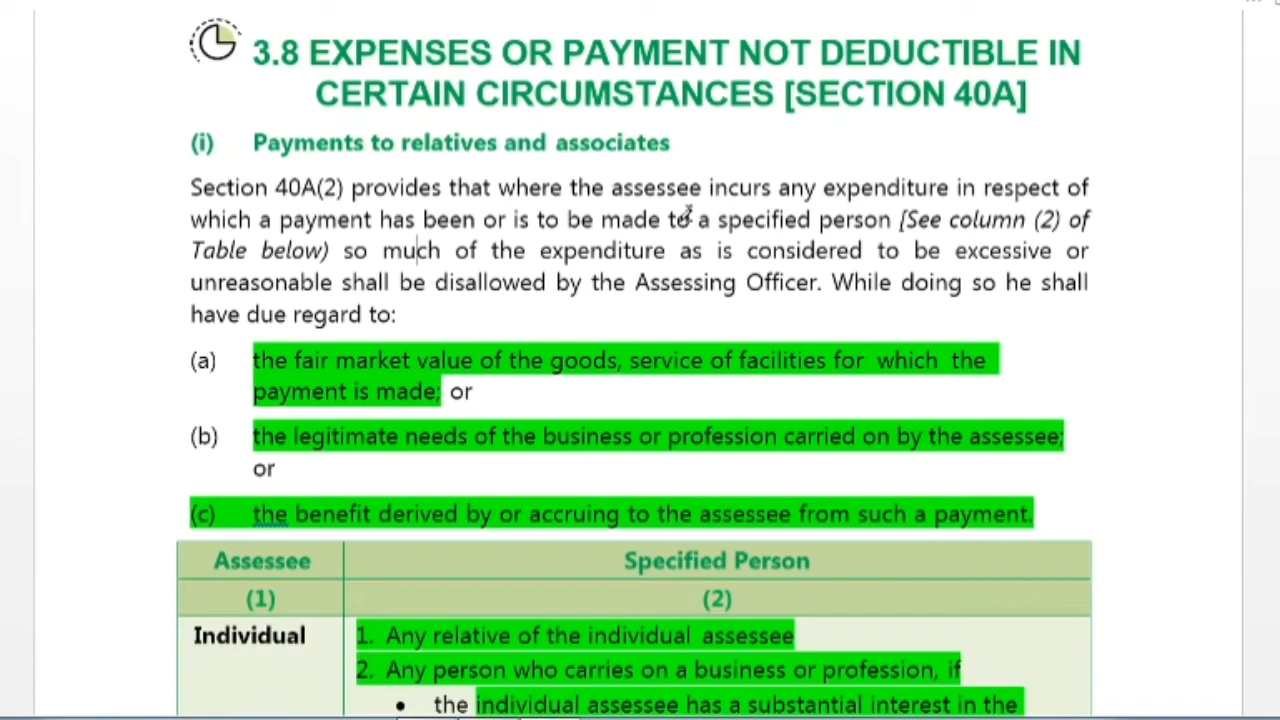 3.8 EXPENSES OR PAYMENT NOT DEDUCTIBLE IN
CERTAIN CIRCUMSTANCES [SECTION 40A]
(i) Payments to relatives and associates
Section 40A(2) provides that where the assessee incurs any expenditure in respect of
which a payment has been or is to be made to a specified person [See column (2) of
Table below) so much of the expenditure as is considered to be excessive or
unreasonable shall be disallowed by the Assessing Officer. While doing so he shall
have due regard to:
(a) the fair market value of the goods, service of facilities for which the
payment is made; or
(b) the legitimate needs of the business or profession carried on by the assessee;
or
(c) the benefit derived by or accruing to the assessee from such a payment.
Assessee Specified Person
(1) (2)
Individual 1. Any relative of the individual assessee
2. Any person who carries on a business or profession, if
• the individual assessee has a substantial interest in the